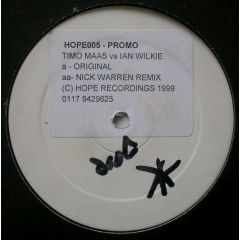 HOPE005 - PROMO
TIMO MAAS vs IAN WILKIE
a - ORIGINAL
aa- NICK WARREN REMIX
(C) HOPE RECORDINGS 1999
0117 9429625